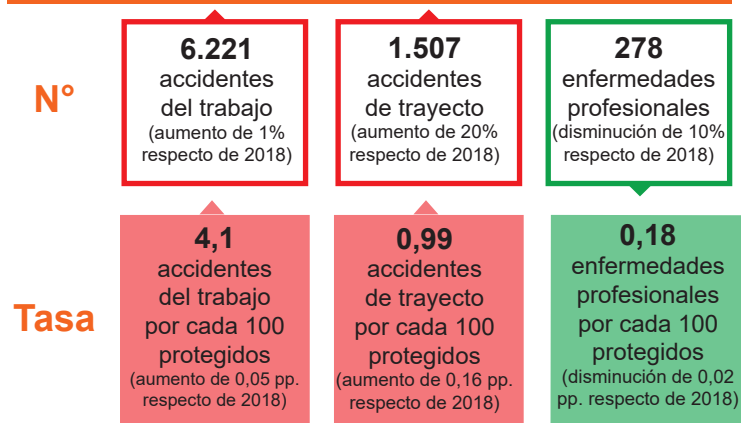 N°
6.221
accidentes
del trabajo
(aumento de 1%
respecto de 2018)
1.507
accidentes
de trayecto
(aumento de 20%
respecto de 2018)
278
enfermedades
profesionales
(disminución de 10%
respecto de 2018)
Tasa
4,1
accidentes
del trabajo
por cada 100
protegidos
(aumento de 0,05 pp.
respecto de 2018)
0,99
accidentes
de trayecto
por cada 100
protegidos
(aumento de 0,16 pp.
respecto de 2018)
0,18
enfermedades
profesionales
por cada 100
protegidos
(disminución de 0,02
pp. respecto de 2018)